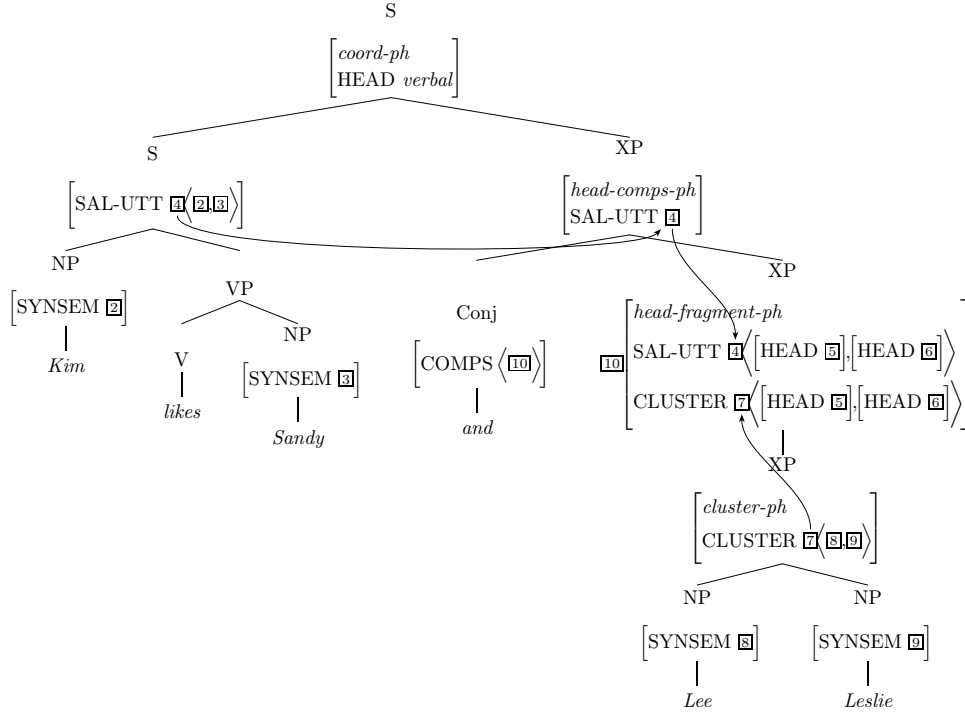 S
coord-ph
HEAD verbal
S
XP
SAL-UTT 4⟨2,3⟩
head-comps-ph
SAL-UTT 4
NP
XP
SYNSEM 2
VP
Conj
head-fragment-ph
Kim
V
NP
COMPS ⟨10⟩
10
SAL-UTT 4⟨[HEAD 5],[HEAD 6]⟩
likes
SYNSEM 3
and
CLUSTER 7⟨[HEAD 5],[HEAD 6]⟩
Sandy
XP
cluster-ph
CLUSTER 7⟨8,9⟩
NP
NP
SYNSEM 8
SYNSEM 9
Lee
Leslie